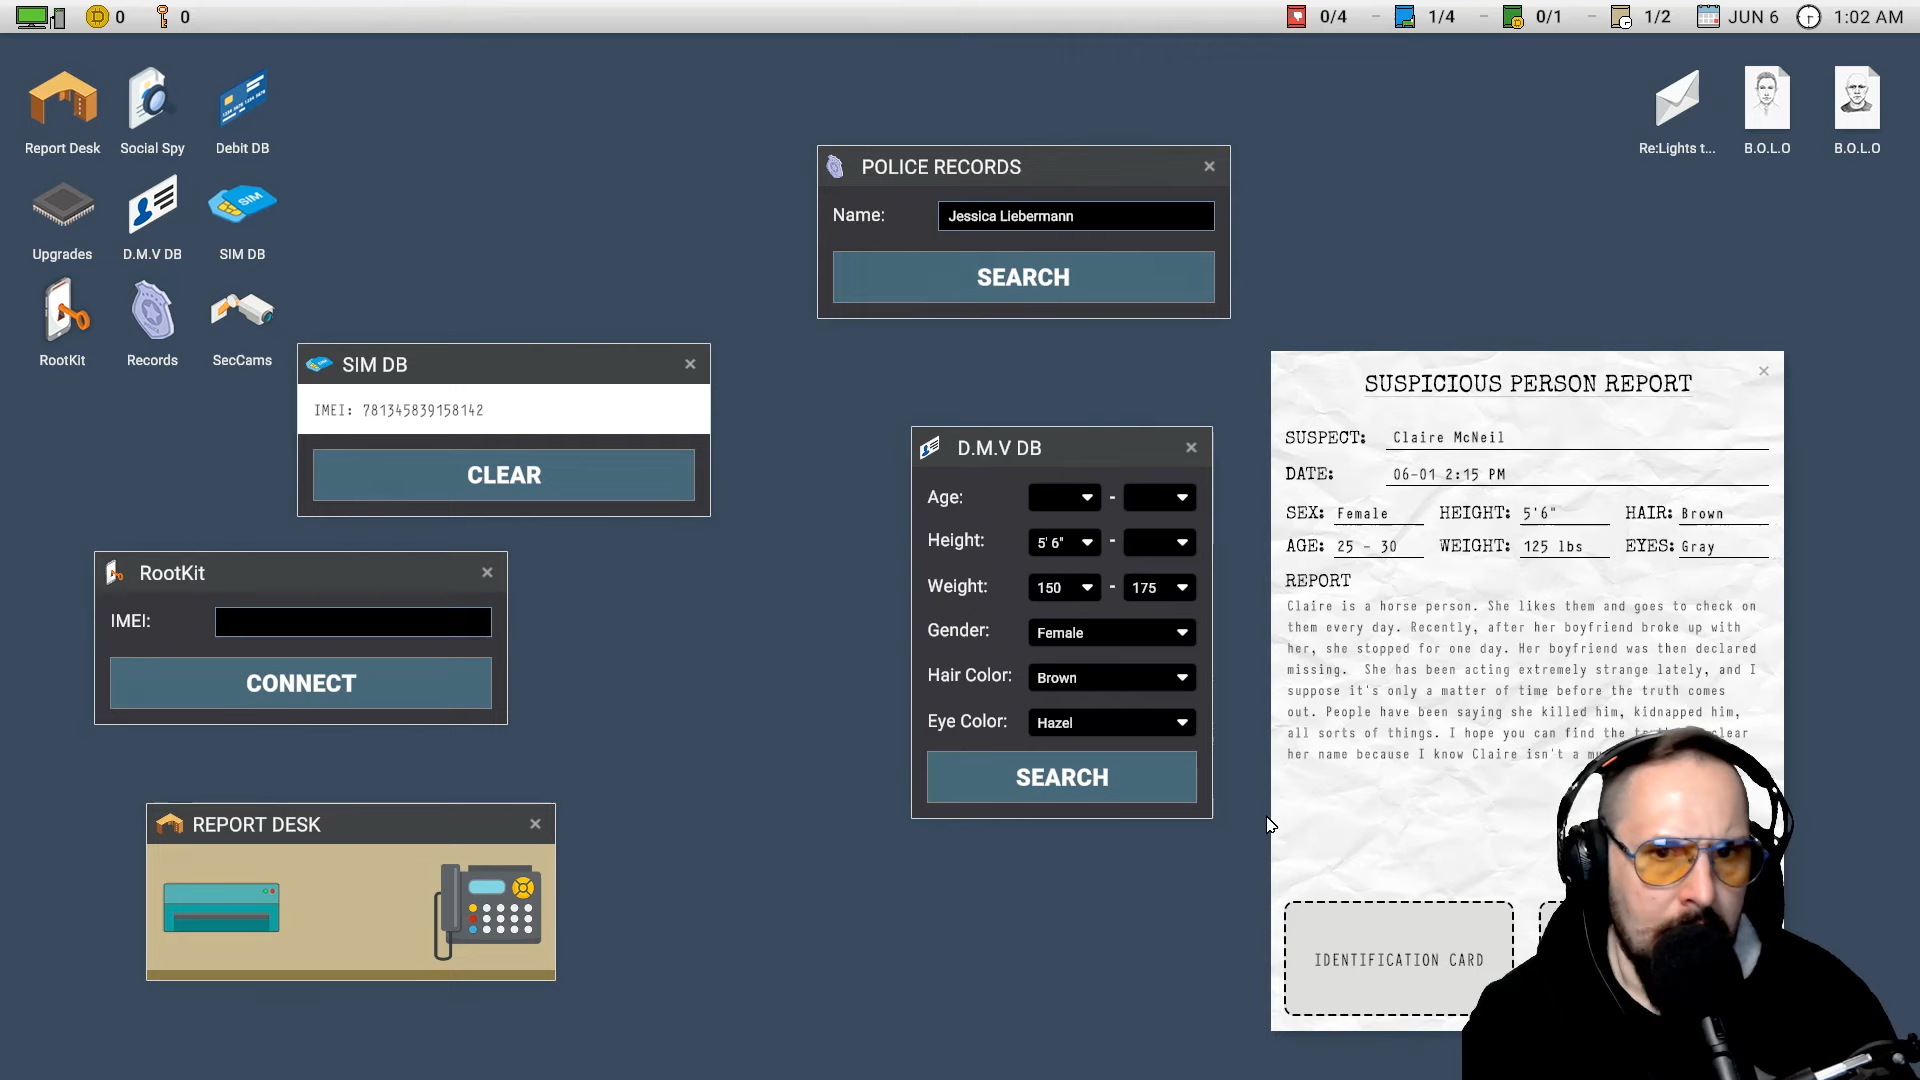 0 0 0/4 - 1/4 - 0/1 - 1/2 JUN 6 1:02 AM
Report Desk Social Spy Debit DB
Upgrades D.M.V DB SIM DB
RootKit Records SecCams
Re:Lights t... B.O.L.O B.O.L.O
POLICE RECORDS
Name: Jessica Liebermann
SEARCH
SIM DB
IMEI: 781345839158142
CLEAR
RootKit
IMEI:
CONNECT
REPORT DESK
D.M.V DB
Age: -
Height: 5' 6" -
Weight: 150 - 175
Gender: Female
Hair Color: Brown
Eye Color: Hazel
SEARCH
SUSPICIOUS PERSON REPORT
SUSPECT: Claire McNeil
DATE: 06-01 2:15 PM
SEX: Female HEIGHT: 5'6" HAIR: Brown
AGE: 25 - 30 WEIGHT: 125 lbs EYES: Gray
REPORT
Claire is a horse person. She likes them and goes to check on
them every day. Recently, after her boyfriend broke up with
her, she stopped for one day. Her boyfriend was then declared
missing. She has been acting extremely strange lately, and I
suppose it's only a matter of time before the truth comes
out. People have been saying she killed him, kidnapped him,
all sorts of things. I hope you can find the clear
her name because I know Claire isn't a
IDENTIFICATION CARD